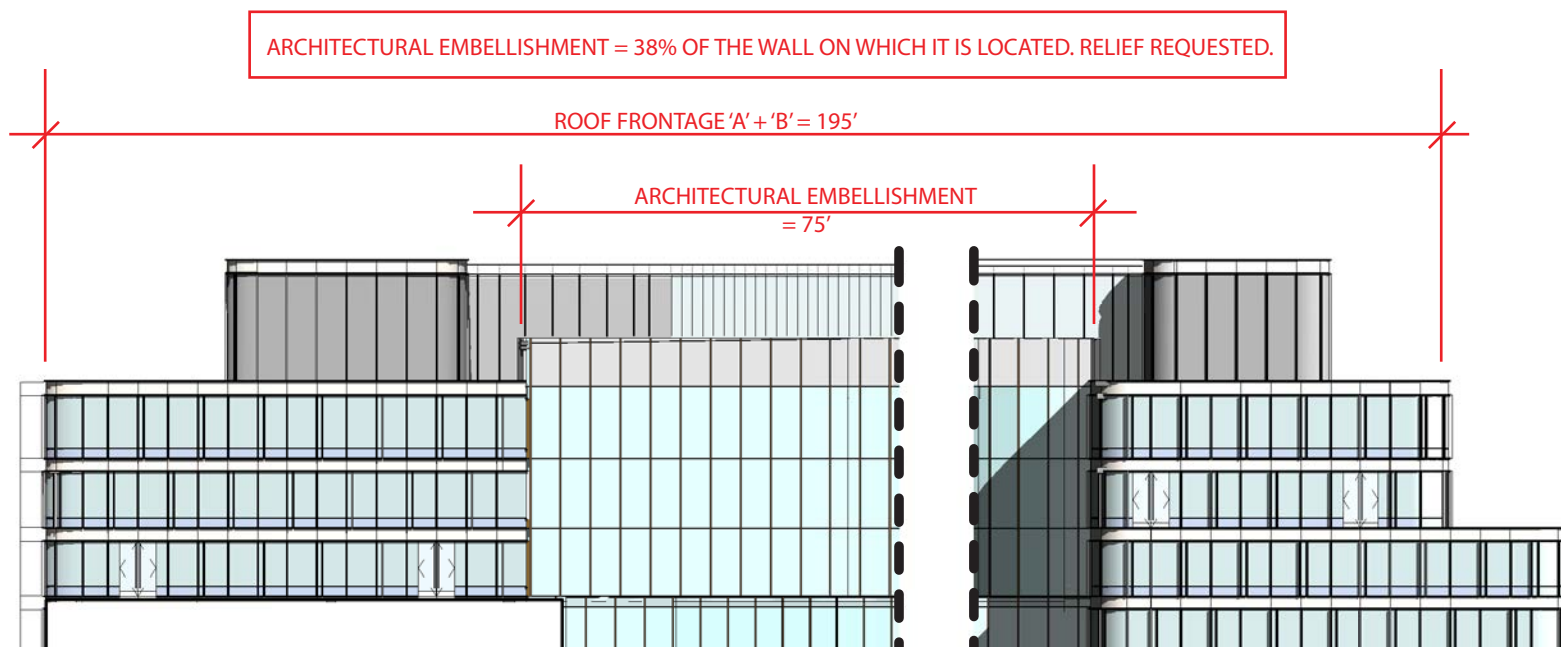 ARCHITECTURAL EMBELLISHMENT = 38% OF THE WALL ON WHICH IT IS LOCATED. RELIEF REQUESTED.
ROOF FRONTAGE ‘A’ + ‘B’ = 195’
ARCHITECTURAL EMBELLISHMENT
= 75’